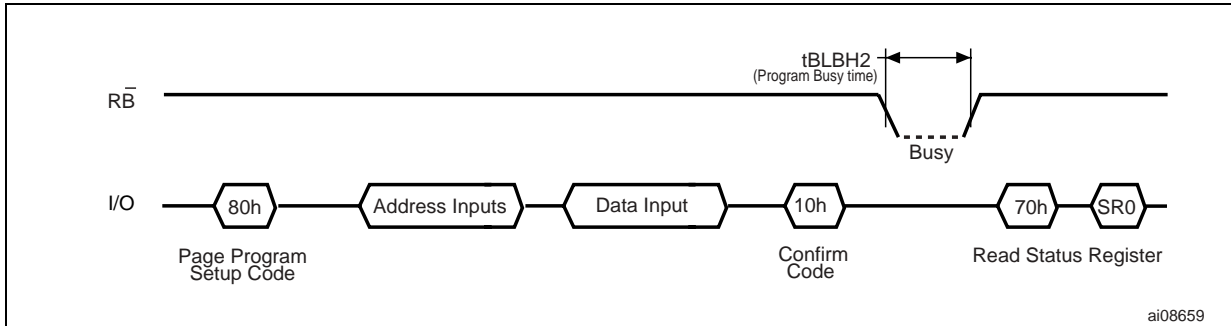 tBLBH2
(Program Busy time)
RB̅
Busy
I/O
80h
Address Inputs
Data Input
10h
70h
SR0
Page Program
Setup Code
Confirm
Code
Read Status Register
ai08659